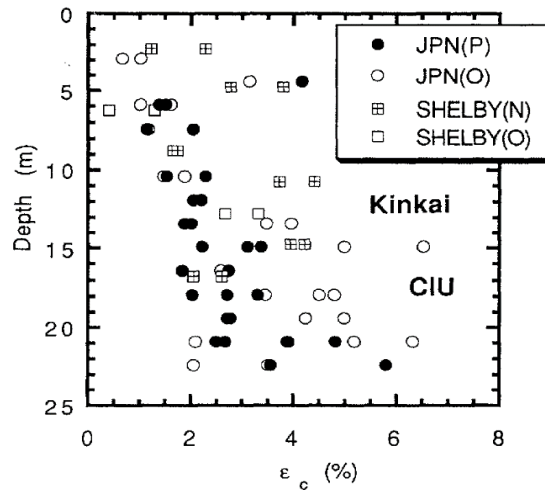 0
5
10
15
20
25
Depth (m)
JPN(P)
JPN(O)
SHELBY(N)
SHELBY(O)
Kinkai
CIU
0 2 4 6 8
ε c (%)